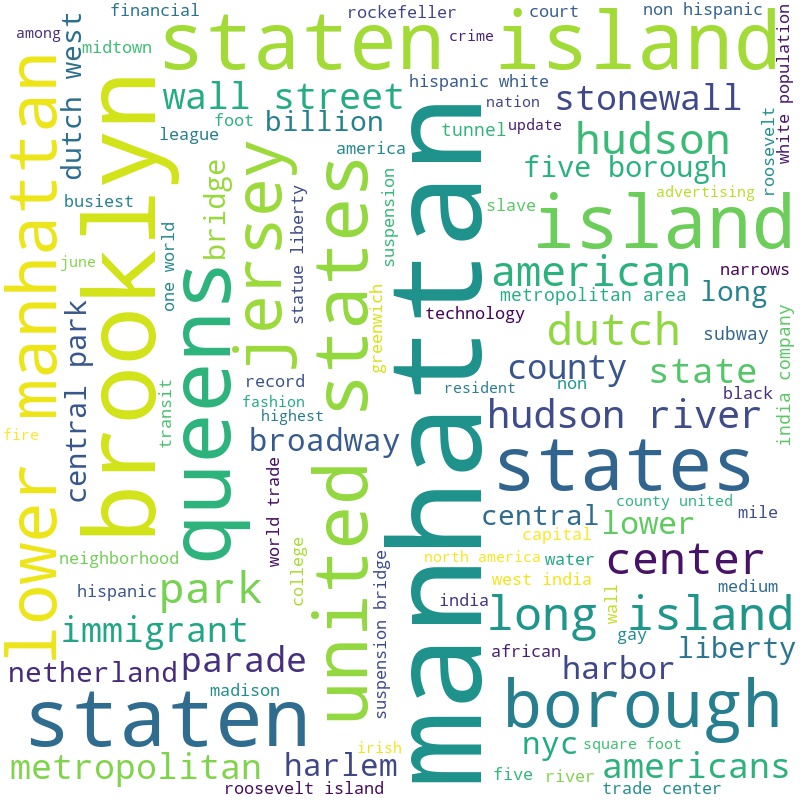 financial
rockefeller
court
non hispanic
among
midtown
staten island
crime
white population
dutch west
wall street
hispanic white
stonewall
nation
foot
billion
league
tunnel
update
hudson
america
five borough
roosevelt
lower manhattan
brooklyn
jersey
bridge
united states
manhattan
suspension
busiest
statue liberty
advertising
slave
island
one world
june
queens
american
narrows
metropolitan area
long
technology
greenwich
dutch
subway
central park
county
state
india company
record
resident
non
black
fashion
transit
highest
hudson river
fire
broadway
states
world trade
county united
central
lower
mile
capital
neighborhood
college
north america
water
center
west india
medium
hispanic
park
suspension bridge
india
long island
wall
immigrant
gay
african
liberty
netherland
parade
harbor
madison
staten
borough
irish
nyc
square foot
metropolitan
harlem
five
river
americans
roosevelt island
trade center